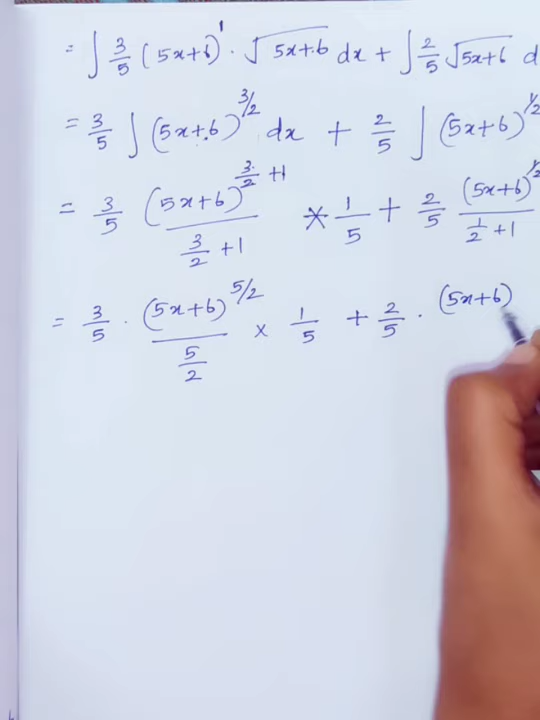 = ∫ 3/5 (5x+6)^1 · √(5x+6) dx + ∫ 2/5 √(5x+6) d
= 3/5 ∫ (5x+6)^(3/2) dx + 2/5 ∫ (5x+6)^(1/2)
= 3/5 (5x+6)^(3/2 +1) / (3/2 +1) * 1/5 + 2/5 (5x+6)^(1/2) / (1/2 +1)
= 3/5 · (5x+6)^(5/2) / (5/2) × 1/5 + 2/5 · (5x+6)